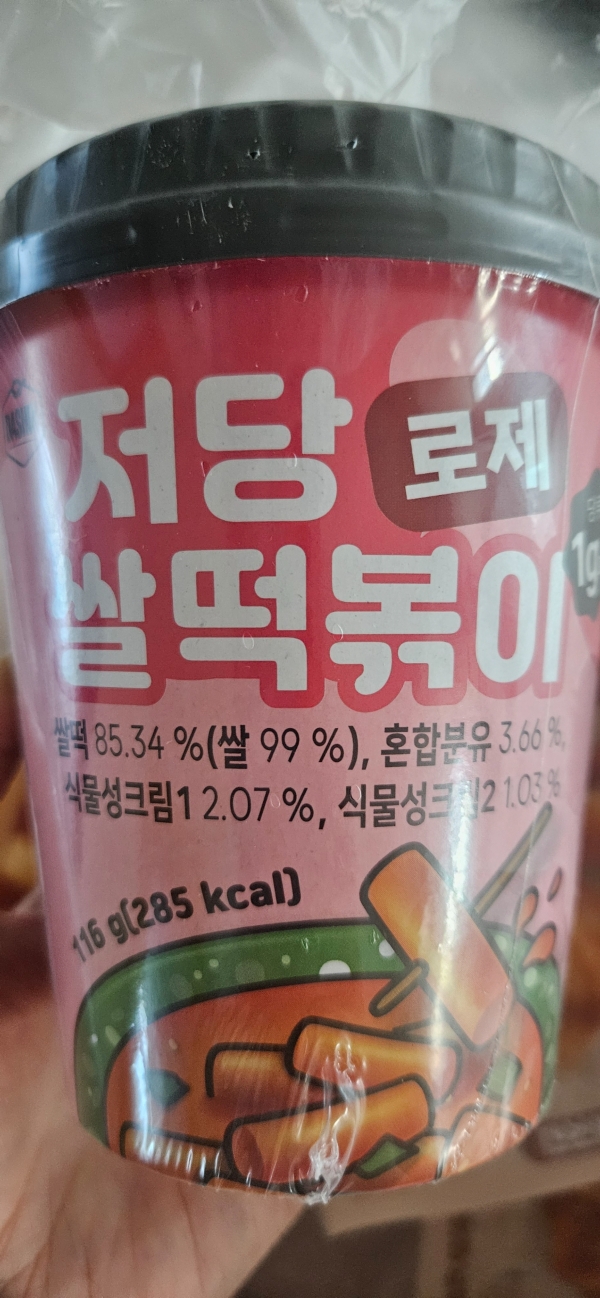 저당
로제
쌀떡볶이
1g
쌀떡 85.34 %(쌀 99 %), 혼합분유 3.66 %,
식물성크림1 2.07 %, 식물성크림2 1.03 %
116 g(285 kcal)